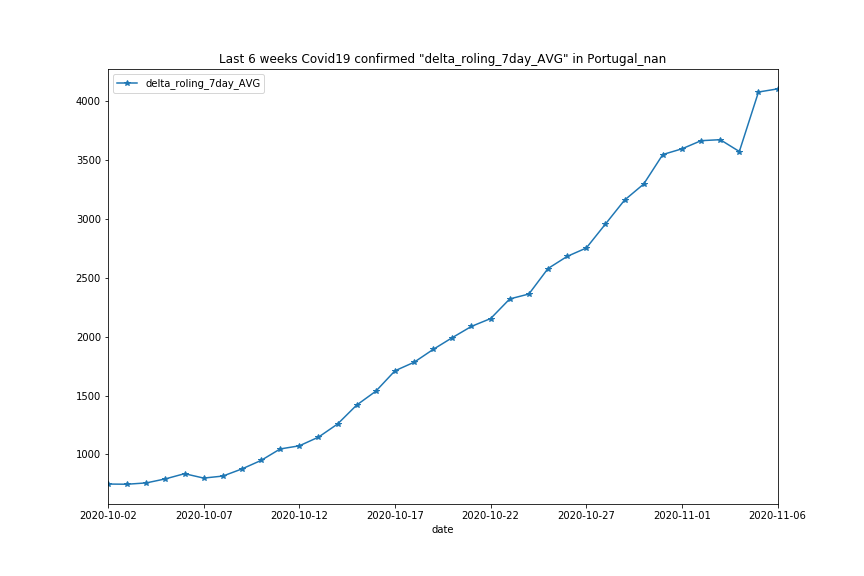 Last 6 weeks Covid19 confirmed "delta_roling_7day_AVG" in Portugal_nan
delta_roling_7day_AVG
4000
3500
3000
2500
2000
1500
1000
2020-10-02 2020-10-07 2020-10-12 2020-10-17 2020-10-22 2020-10-27 2020-11-01 2020-11-06
date